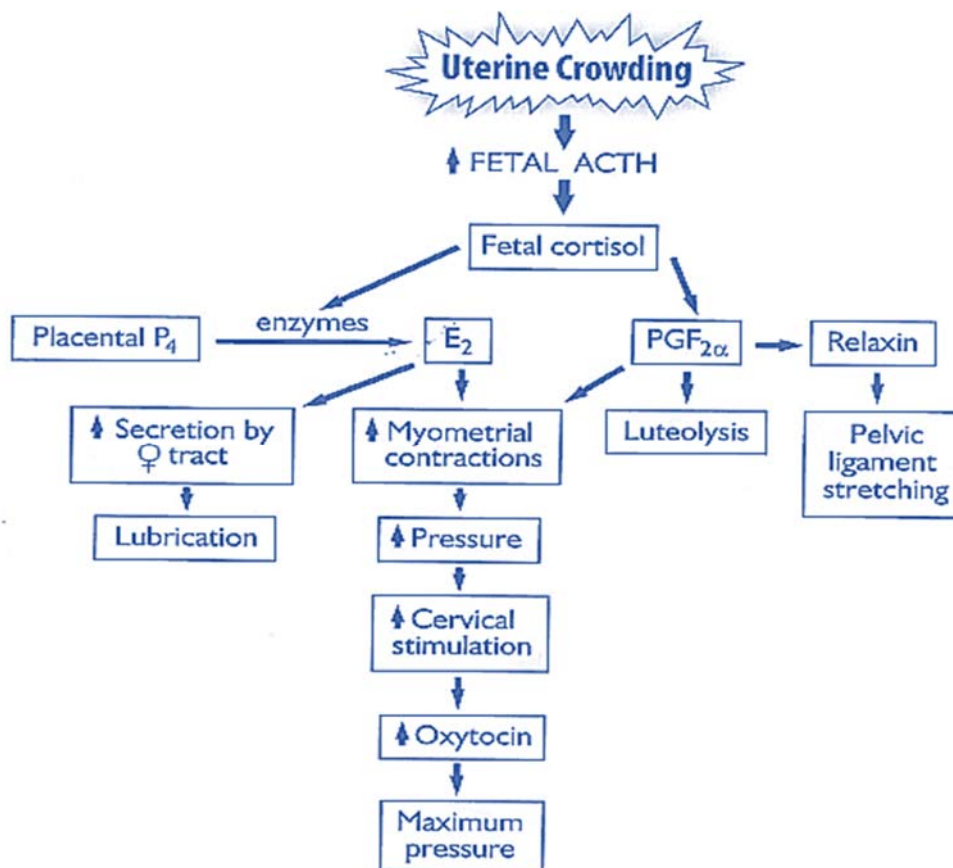 Uterine Crowding
FETAL ACTH
Fetal cortisol
enzymes
Placental P₄
E₂
PGF₂α
Relaxin
Secretion by
♀ tract
Myometrial
contractions
Luteolysis
Pelvic
ligament
stretching
Lubrication
Pressure
Cervical
stimulation
Oxytocin
Maximum
pressure